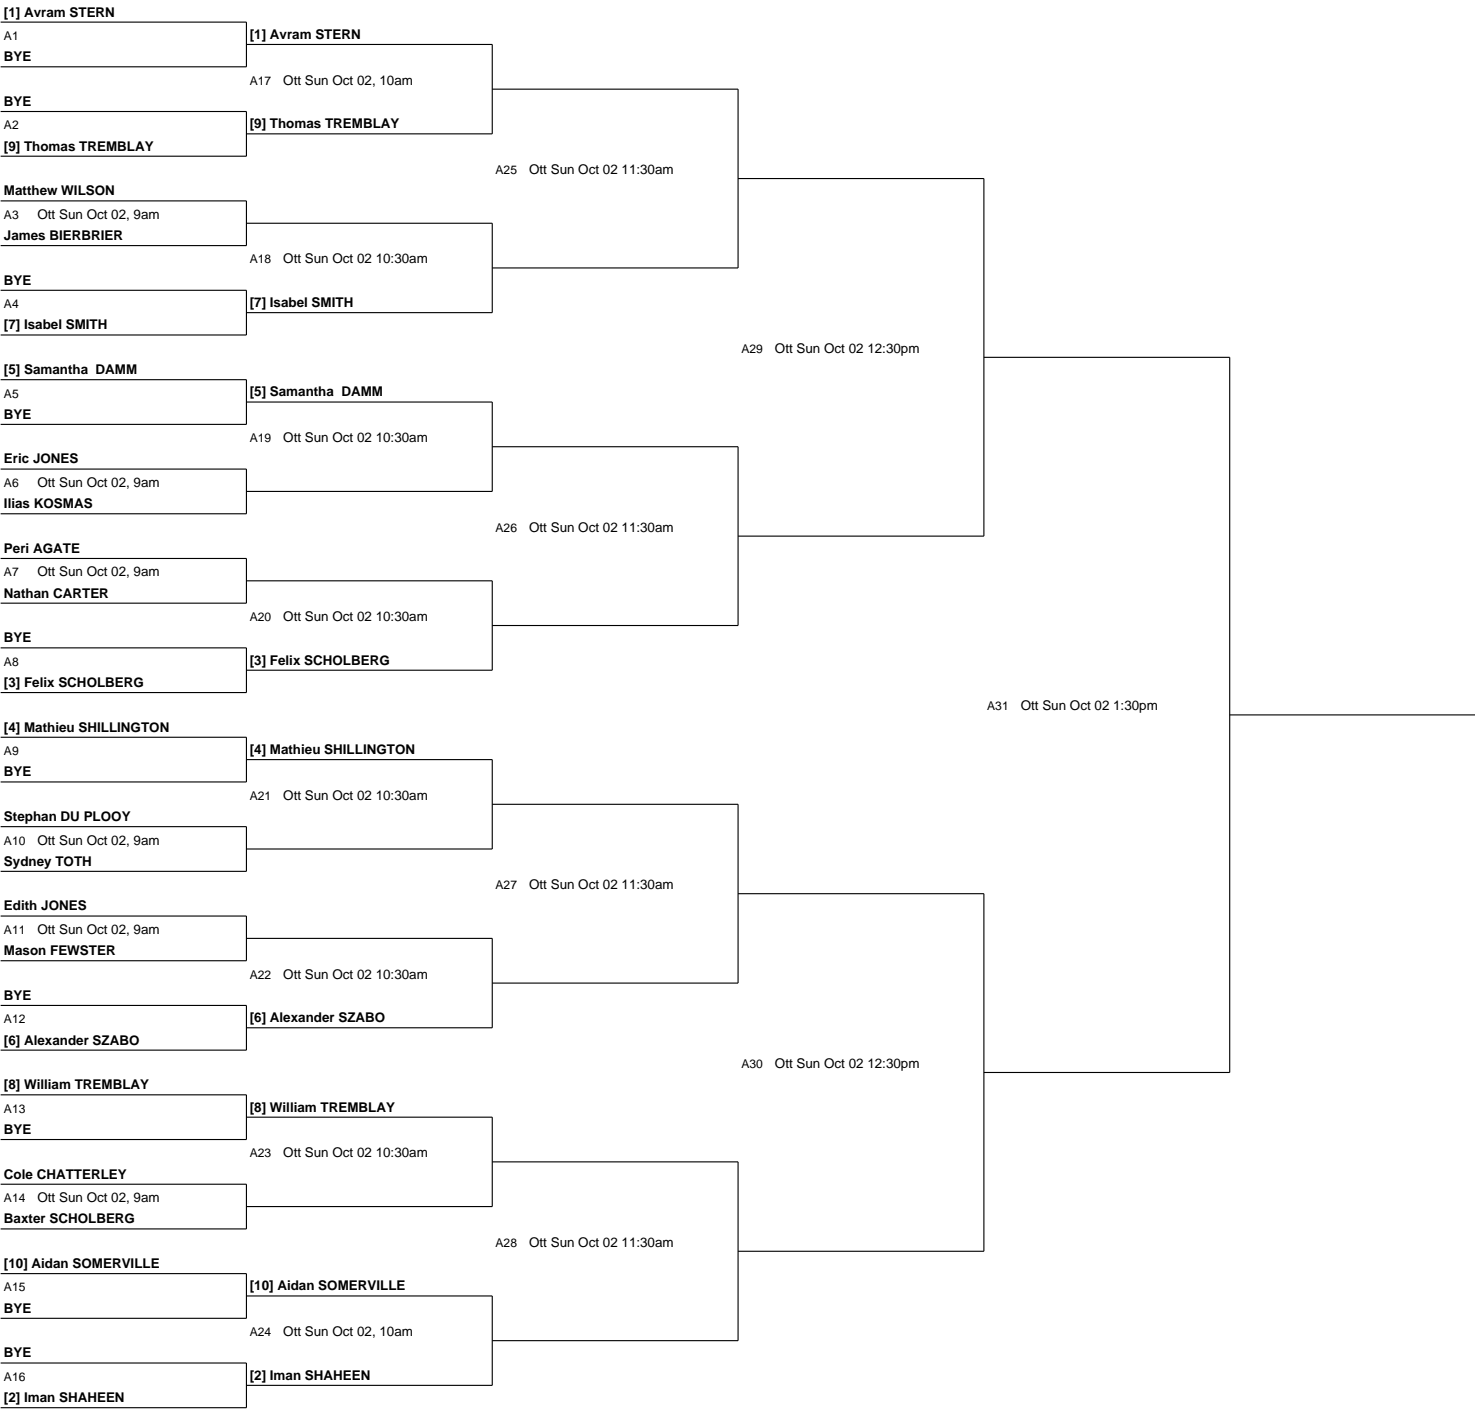 [1] Avram STERN
A1
BYE
BYE
A2
[9] Thomas TREMBLAY
Matthew WILSON
A3 Ott Sun Oct 02, 9am
James BIERBRIER
BYE
A4
[7] Isabel SMITH
[5] Samantha  DAMM
A5
BYE
Eric JONES
A6 Ott Sun Oct 02, 9am
Ilias KOSMAS
Peri AGATE
A7 Ott Sun Oct 02, 9am
Nathan CARTER
BYE
A8
[3] Felix SCHOLBERG
[4] Mathieu SHILLINGTON
A9
BYE
Stephan DU PLOOY
A10 Ott Sun Oct 02, 9am
Sydney TOTH
Edith JONES
A11 Ott Sun Oct 02, 9am
Mason FEWSTER
BYE
A12
[6] Alexander SZABO
[8] William TREMBLAY
A13
BYE
Cole CHATTERLEY
A14 Ott Sun Oct 02, 9am
Baxter SCHOLBERG
[10] Aidan SOMERVILLE
A15
BYE
BYE
A16
[2] Iman SHAHEEN
[1] Avram STERN
A17 Ott Sun Oct 02, 10am
[9] Thomas TREMBLAY
A18 Ott Sun Oct 02 10:30am
[7] Isabel SMITH
[5] Samantha  DAMM
A19 Ott Sun Oct 02 10:30am
A20 Ott Sun Oct 02 10:30am
[3] Felix SCHOLBERG
[4] Mathieu SHILLINGTON
A21 Ott Sun Oct 02 10:30am
A22 Ott Sun Oct 02 10:30am
[6] Alexander SZABO
[8] William TREMBLAY
A23 Ott Sun Oct 02 10:30am
[10] Aidan SOMERVILLE
A24 Ott Sun Oct 02, 10am
[2] Iman SHAHEEN
A25 Ott Sun Oct 02 11:30am
A26 Ott Sun Oct 02 11:30am
A27 Ott Sun Oct 02 11:30am
A28 Ott Sun Oct 02 11:30am
A29 Ott Sun Oct 02 12:30pm
A30 Ott Sun Oct 02 12:30pm
A31 Ott Sun Oct 02 1:30pm